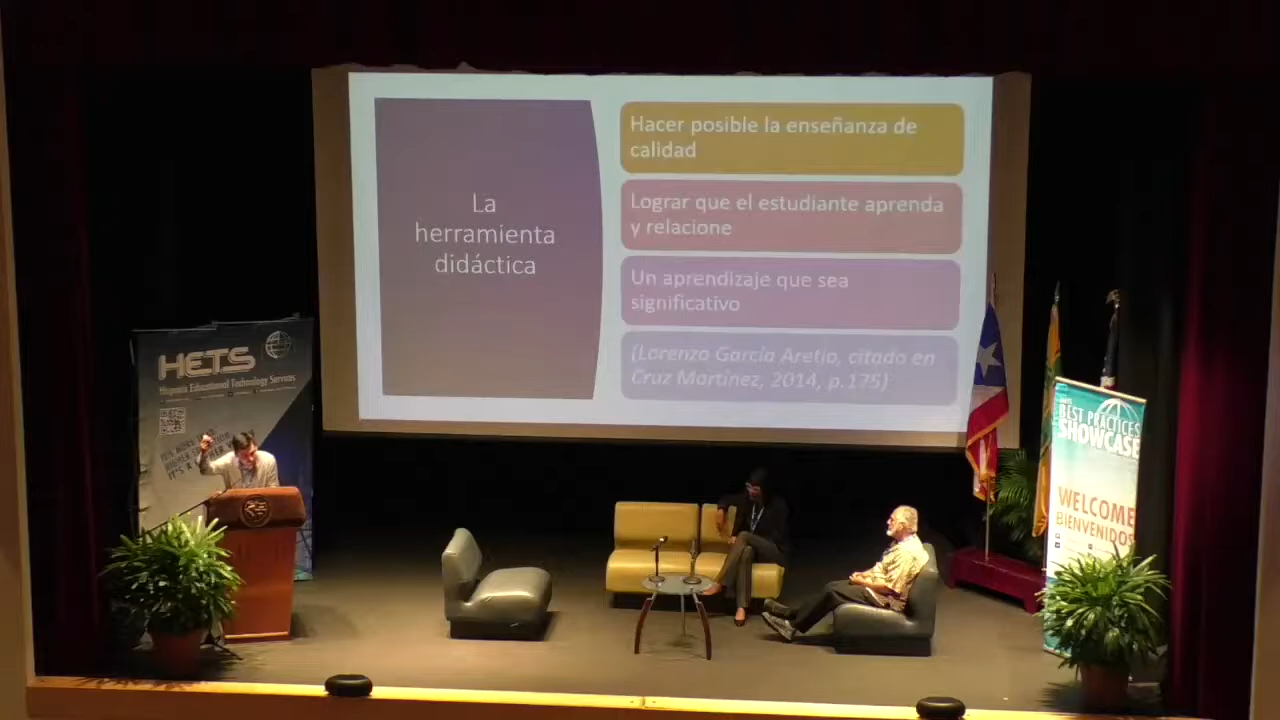 La
herramienta
didáctica
Hacer posible la enseñanza de
calidad
Lograr que el estudiante aprenda
y relacione
Un aprendizaje que sea
significativo
(Lorenzo García Aretio, citado en
Cruz Martínez, 2014, p.175)
HETS
Hispanic Educational Technology Services
BEST PRACTICES
SHOWCASE
WELCOME
BIENVENIDOS